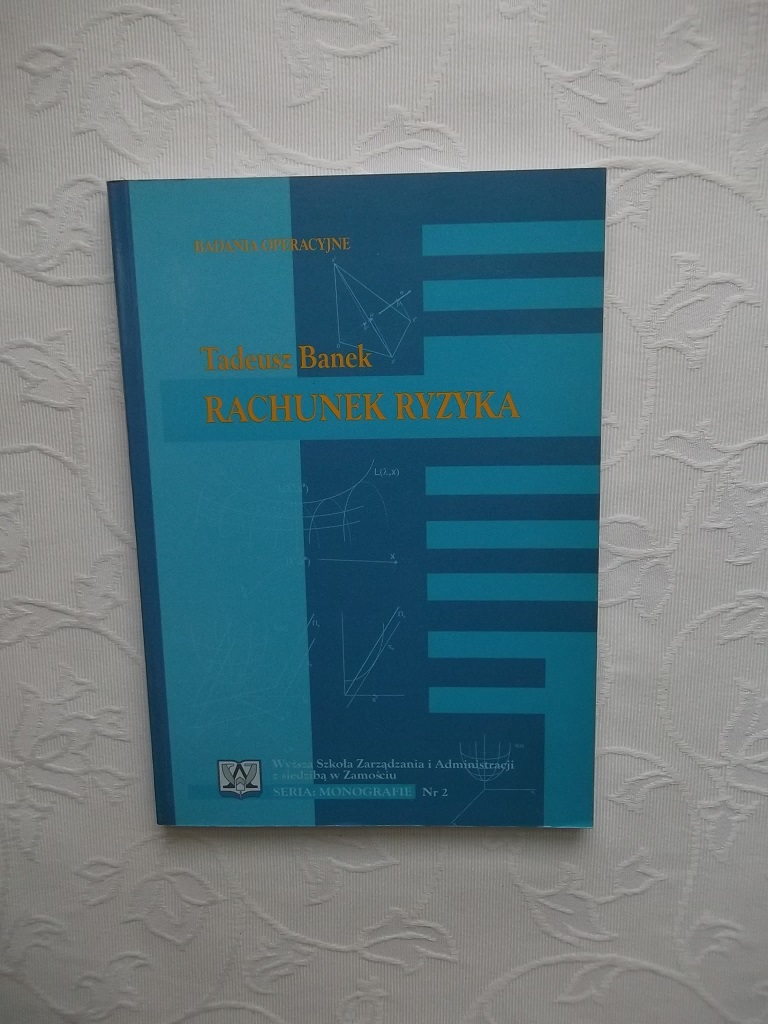 BADANIA OPERACYJNE
Tadeusz Banek
RACHUNEK RYZYKA
L(λ,x)
x
Wyższa Szkoła Zarządzania i Administracji
z siedzibą w Zamościu
SERIA: MONOGRAFIE Nr 2